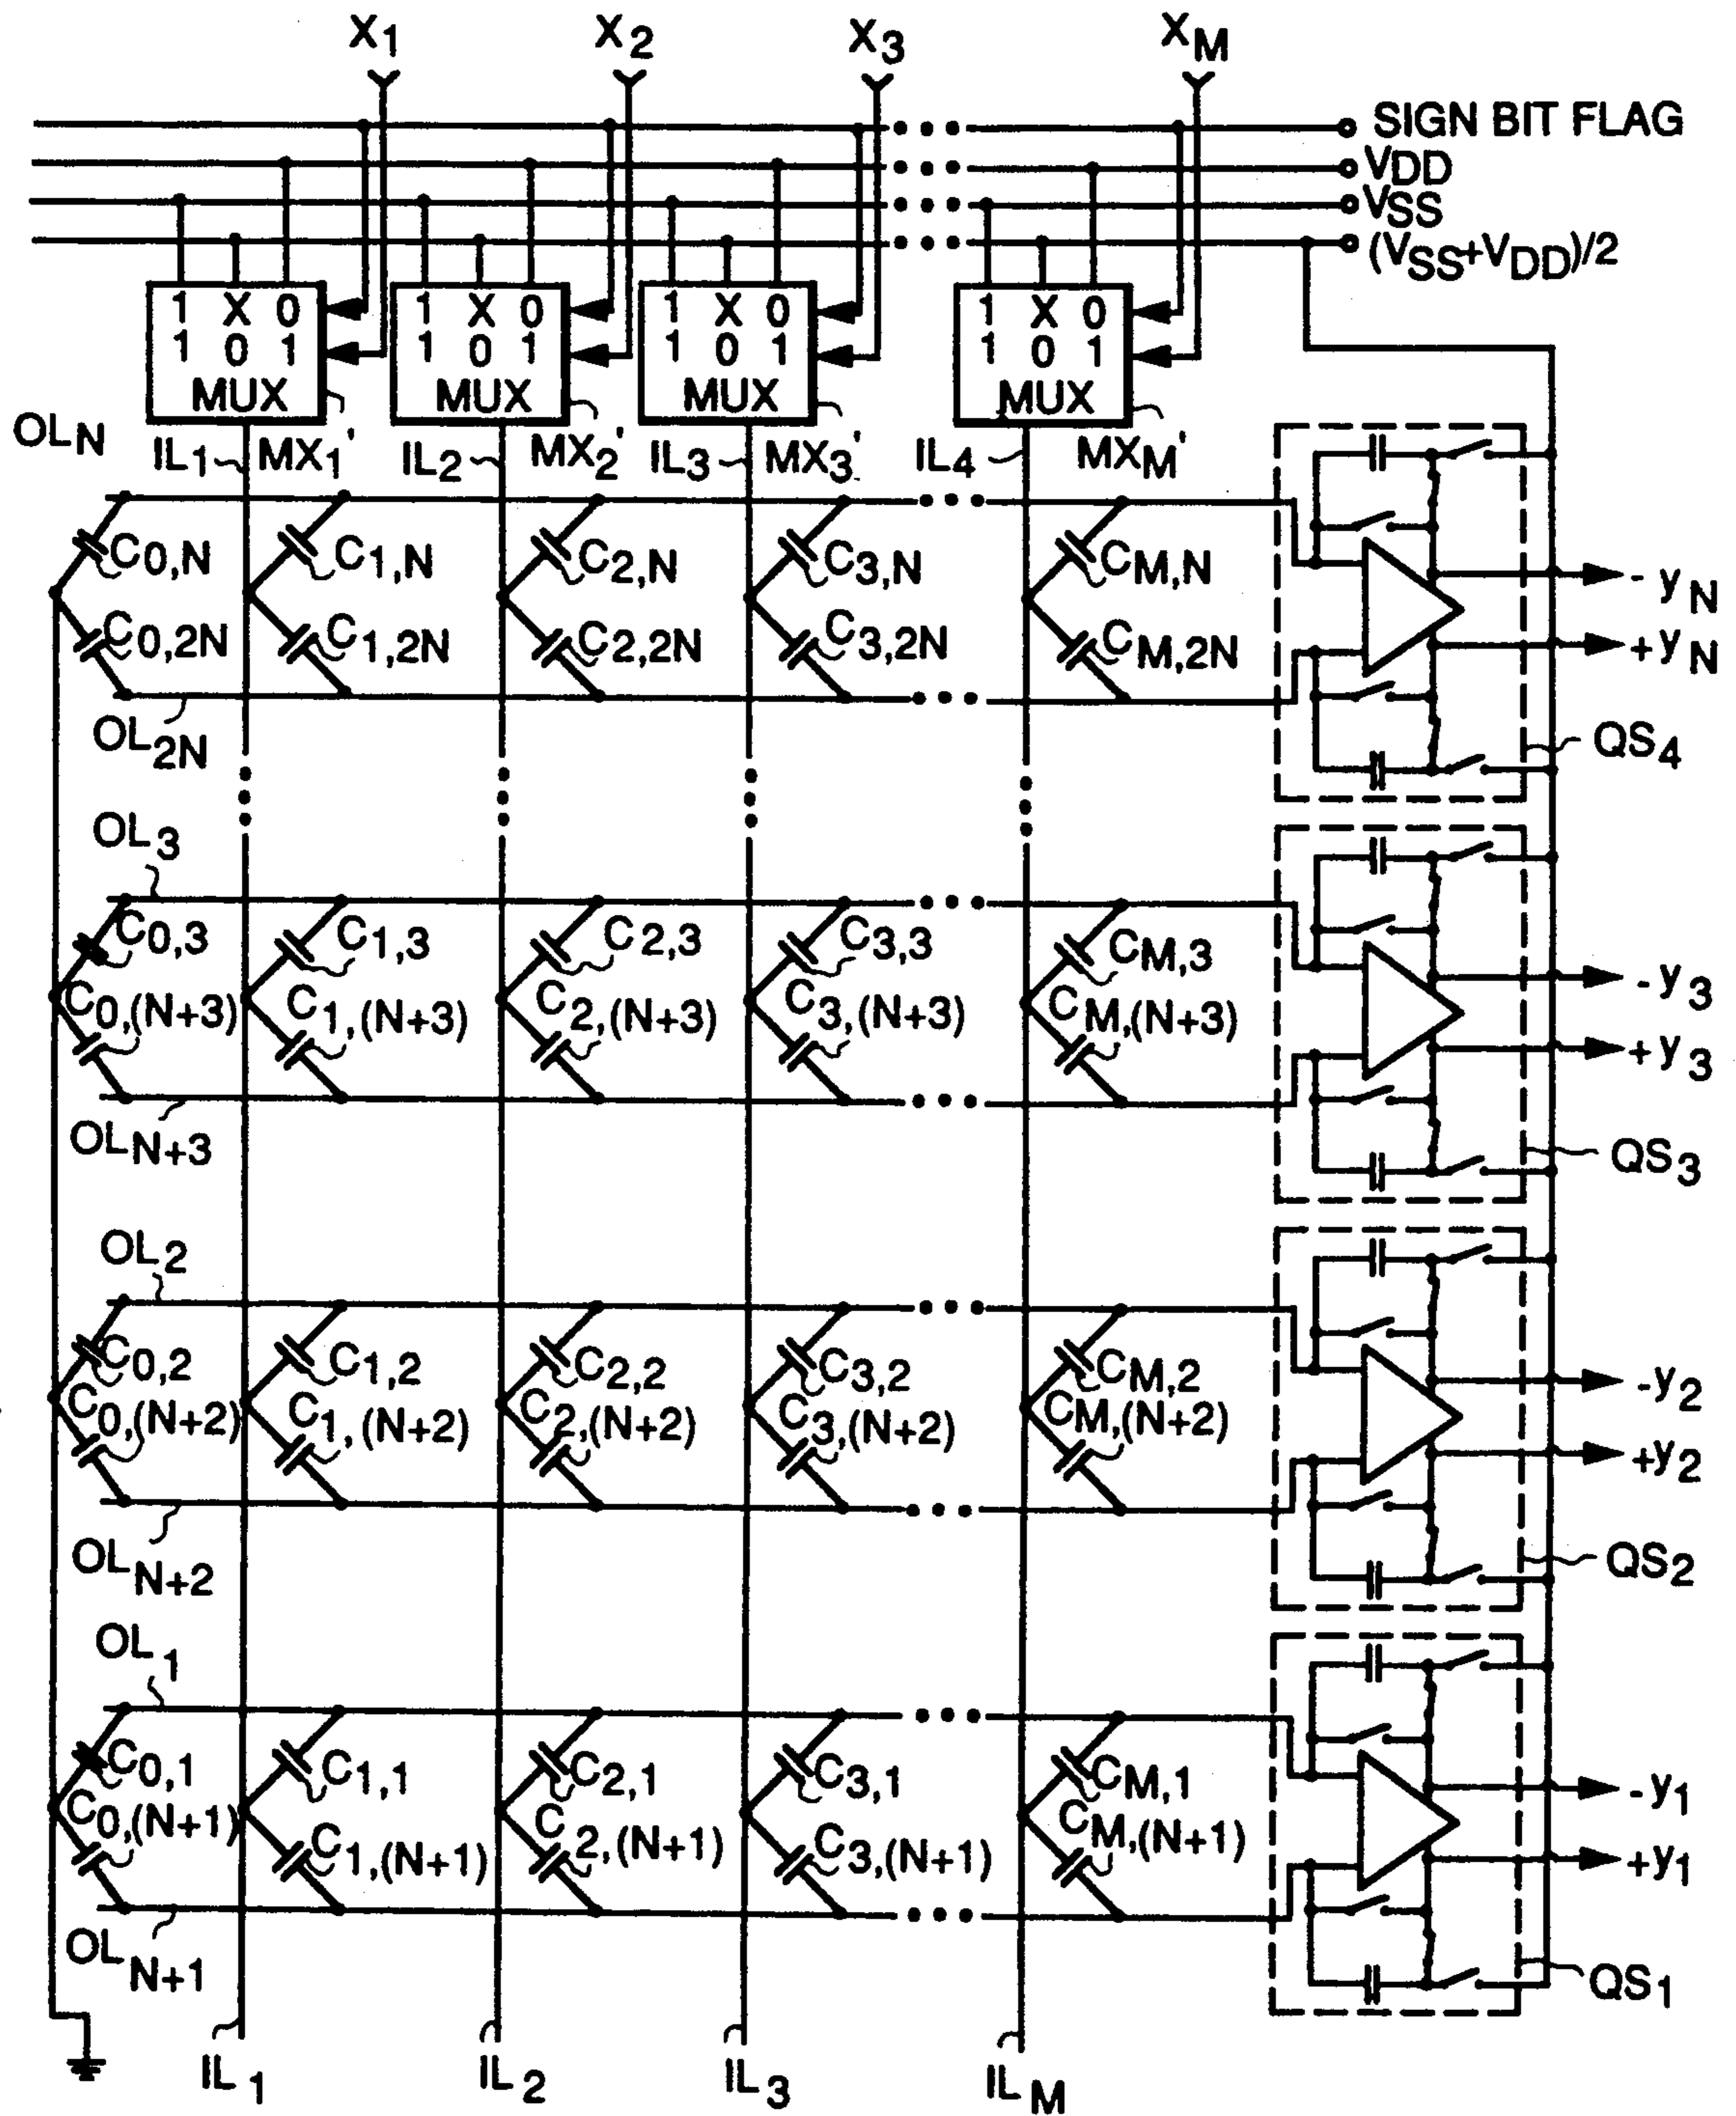 X1 X2 X3 XM
SIGN BIT FLAG
VDD
VSS
(VSS+VDD)/2
1 X 0 1 X 0 1 X 0 1 X 0
1 0 1 1 0 1 1 0 1 1 0 1
MUX MUX MUX MUX
OLN
IL1 MX1' IL2 MX2' IL3 MX3' IL4 MXM'
C0,N C1,N C2,N C3,N CM,N
- yN
C0,2N C1,2N C2,2N C3,2N CM,2N
+yN
OL2N
QS4
OL3
C0,3 C1,3 C2,3 C3,3 CM,3
-y3
C0,(N+3) C1,(N+3) C2,(N+3) C3,(N+3) CM,(N+3)
+y3
OLN+3
QS3
OL2
C0,2 C1,2 C2,2 C3,2 CM,2
-y2
C0,(N+2) C1,(N+2) C2,(N+2) C3,(N+2) CM,(N+2)
+y2
OLN+2
QS2
OL1
C0,1 C1,1 C2,1 C3,1 CM,1
-y1
C0,(N+1) C1,(N+1) C2,(N+1) C3,(N+1) CM,(N+1)
+y1
OLN+1
QS1
IL1 IL2 IL3 ILM